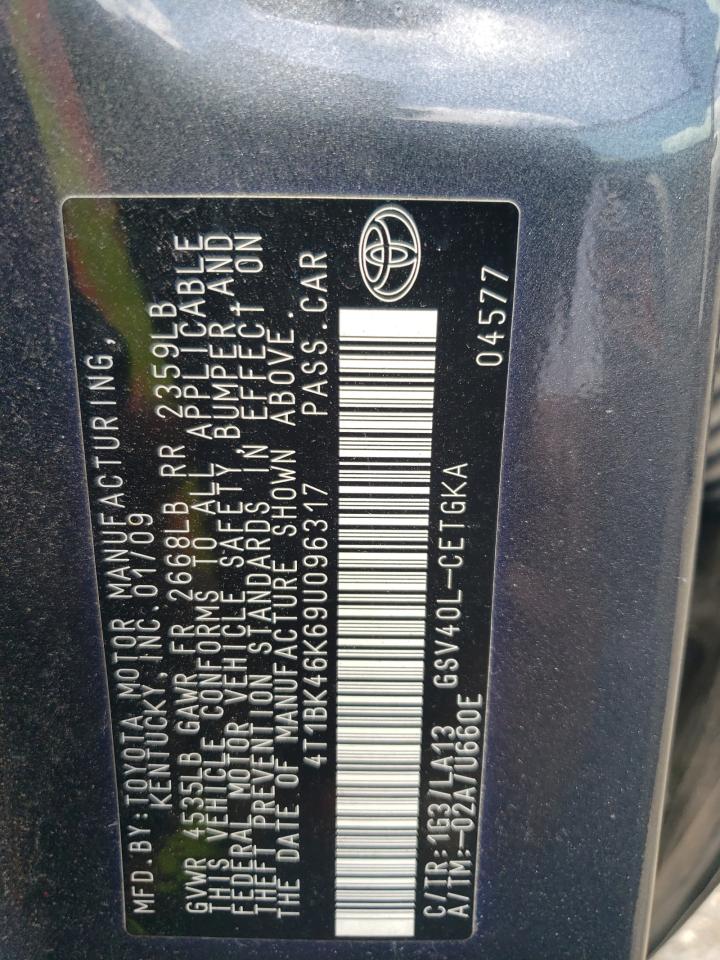 MFD.BY:TOYOTA MOTOR MANUFACTURING,
KENTUCKY,INC.01/09
GVWR 4535LB GAWR FR 2668LB RR 2359LB
THIS VEHICLE CONFORMS TO ALL APPLICABLE
FEDERAL MOTOR VEHICLE SAFETY,BUMPER,AND
THEFT PREVENTION STANDARDS IN EFFECT ON
THE DATE OF MANUFACTURE SHOWN ABOVE.
4T1BK46K69U096317 PASS.CAR
C/TR:1G3/LA13 GSV40L-CETGKA
A/TM:-02A/U660E 04577